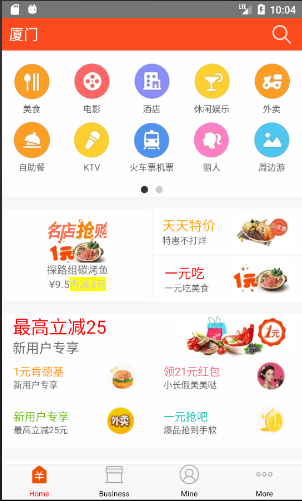 LTE 10:04
厦门
美食 电影 酒店 休闲娱乐 外卖
自助餐 KTV 火车票机票 丽人 周边游
名店抢购
1元
探路组碳烤鱼
¥9.5
天天特价
特惠不打烊
一元吃
一元吃美食
1元
最高立减25
新用户专享
1元
1元肯德基
新用户专享
领21元红包
小长假美美哒
新用户专享
最高立减25元
外卖
一元抢吧
爆品抢到手软
Home Business Mine More